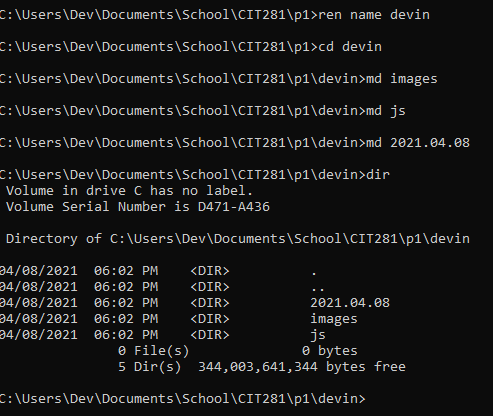 C:\Users\Dev\Documents\School\CIT281\p1>ren name devin
C:\Users\Dev\Documents\School\CIT281\p1>cd devin
C:\Users\Dev\Documents\School\CIT281\p1\devin>md images
C:\Users\Dev\Documents\School\CIT281\p1\devin>md js
C:\Users\Dev\Documents\School\CIT281\p1\devin>md 2021.04.08
C:\Users\Dev\Documents\School\CIT281\p1\devin>dir
 Volume in drive C has no label.
 Volume Serial Number is D471-A436
 Directory of C:\Users\Dev\Documents\School\CIT281\p1\devin
04/08/2021  06:02 PM    <DIR>          .
04/08/2021  06:02 PM    <DIR>          ..
04/08/2021  06:02 PM    <DIR>          2021.04.08
04/08/2021  06:02 PM    <DIR>          images
04/08/2021  06:02 PM    <DIR>          js
               0 File(s)              0 bytes
               5 Dir(s)  344,003,641,344 bytes free
C:\Users\Dev\Documents\School\CIT281\p1\devin>